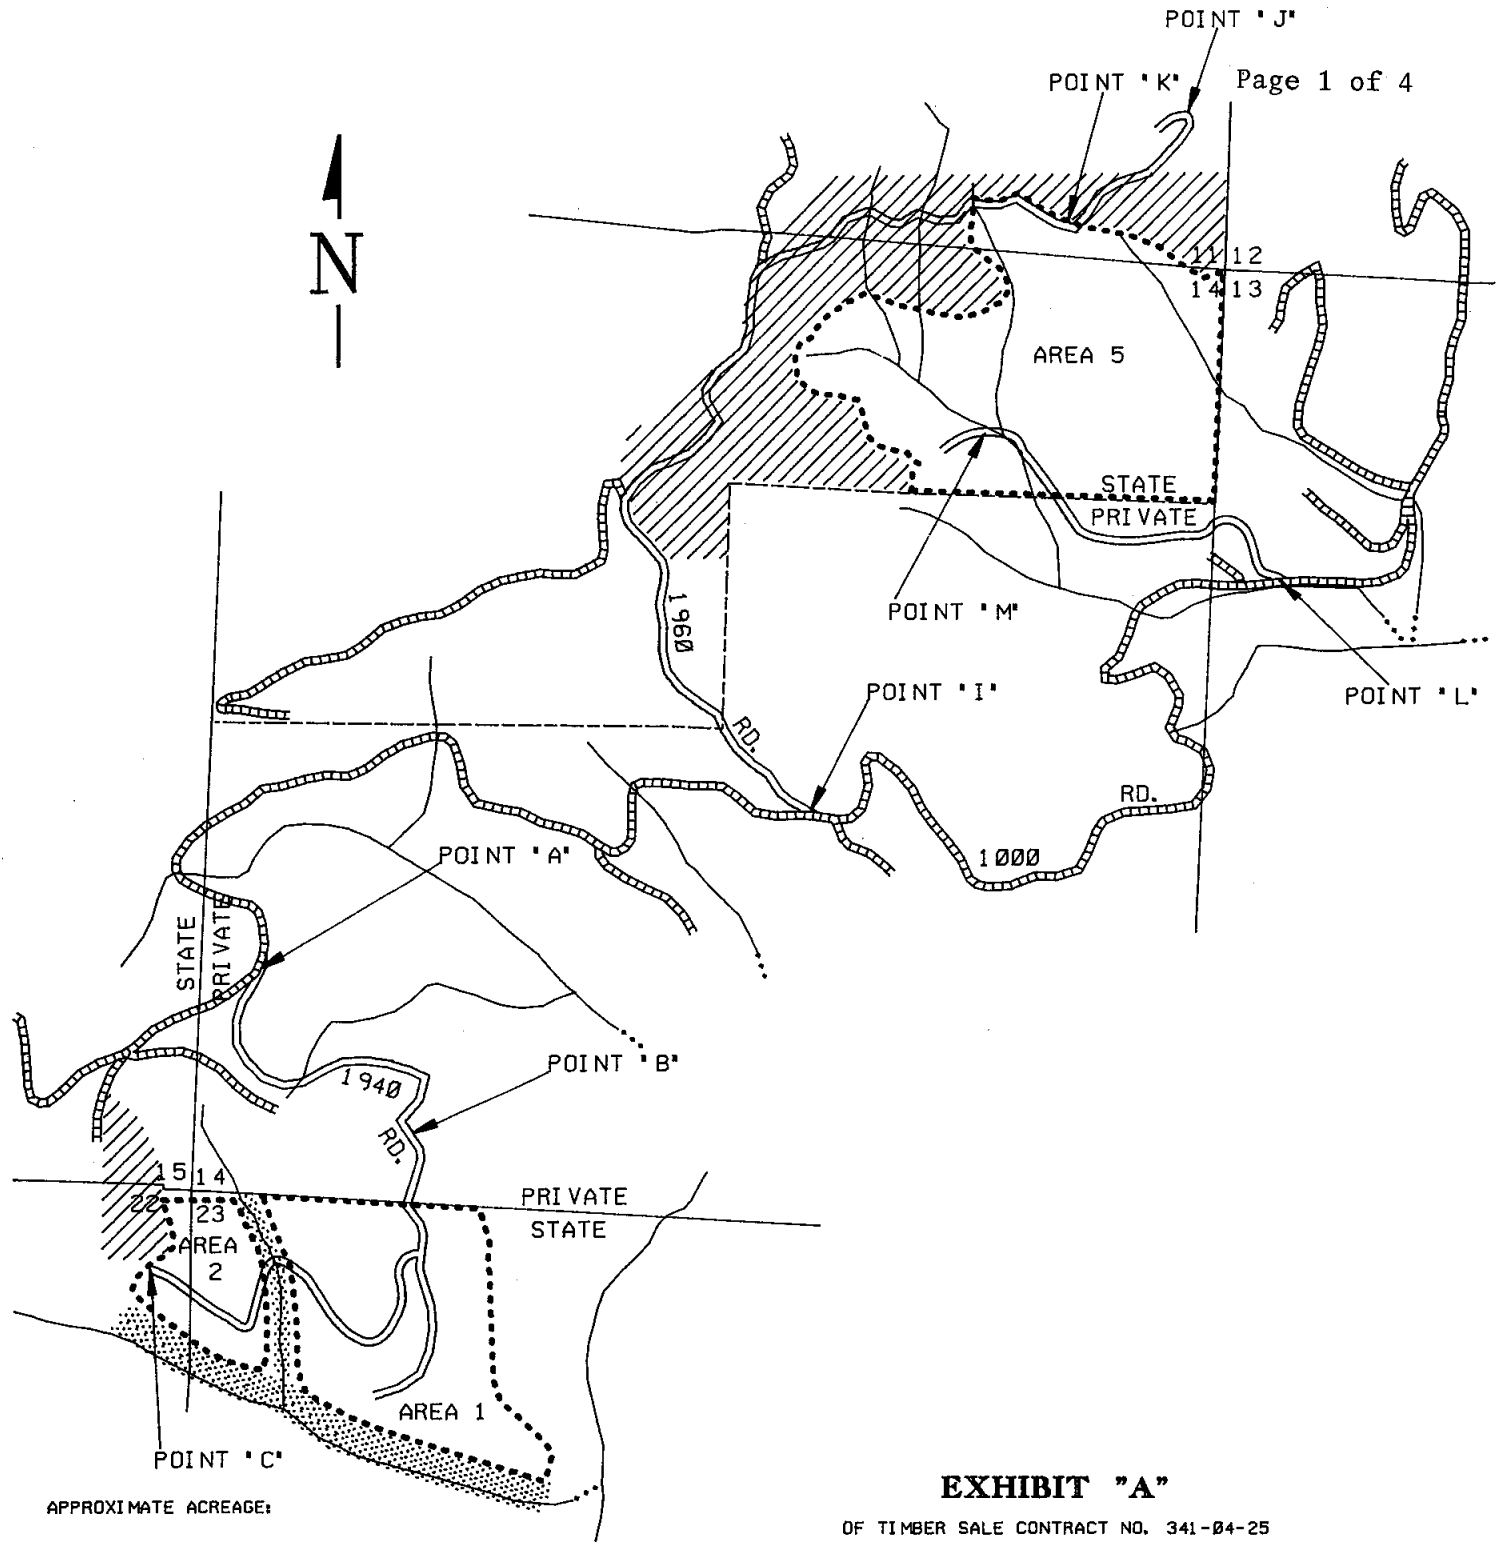 POINT "J"
POINT "K"
Page 1 of 4
N
11 12
14 13
AREA 5
STATE
PRIVATE
POINT "M"
1960
RD.
POINT "I"
POINT "L"
RD.
1000
POINT "A"
STATE
PRIVATE
POINT "B"
1940
RD.
15 14
22 23
PRIVATE
STATE
AREA
2
AREA 1
POINT "C"
APPROXIMATE ACREAGE:
EXHIBIT "A"
OF TIMBER SALE CONTRACT NO. 341-04-25